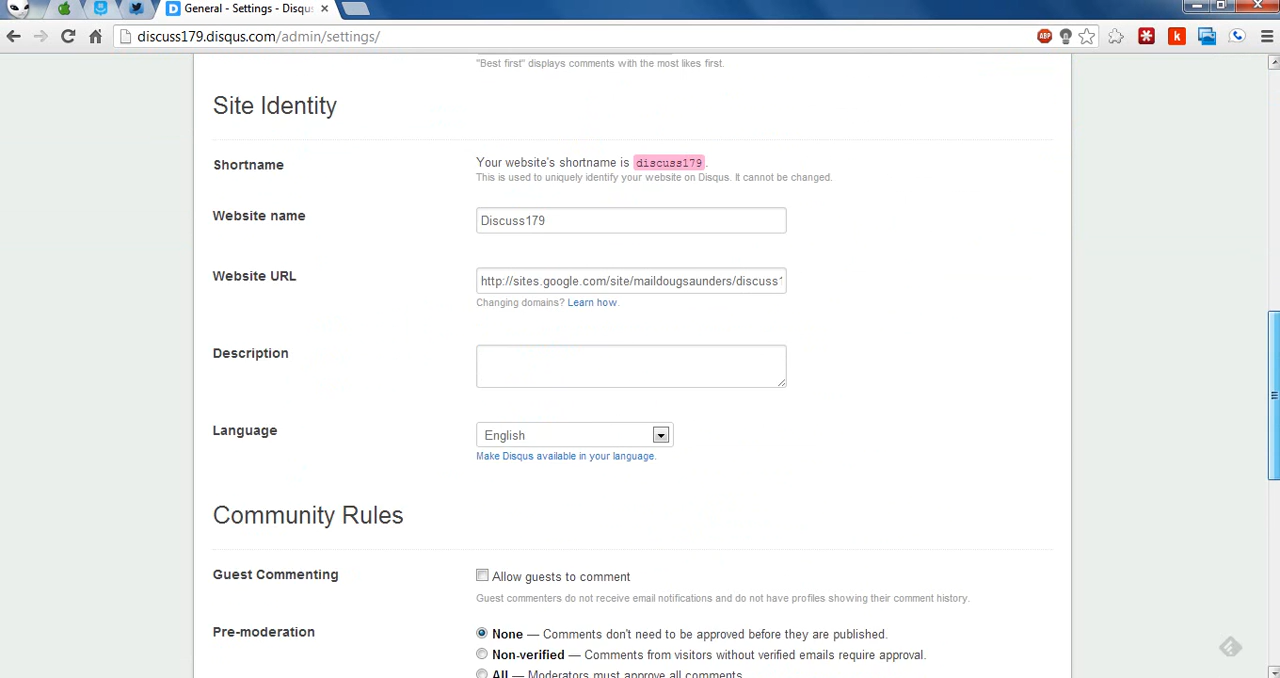 General - Settings - Disqu
discuss179.disqus.com/admin/settings/
ABP
k
"Best first" displays comments with the most likes first.
Site Identity
Shortname
Your website's shortname is discuss179.
This is used to uniquely identify your website on Disqus. It cannot be changed.
Website name
Discuss179
Website URL
http://sites.google.com/site/maildougsaunders/discuss1
Changing domains? Learn how.
Description
Language
English
Make Disqus available in your language.
Community Rules
Guest Commenting
Allow guests to comment
Guest commenters do not receive email notifications and do not have profiles showing their comment history.
Pre-moderation
None — Comments don't need to be approved before they are published.
Non-verified — Comments from visitors without verified emails require approval.
All — Moderators must approve all comments.